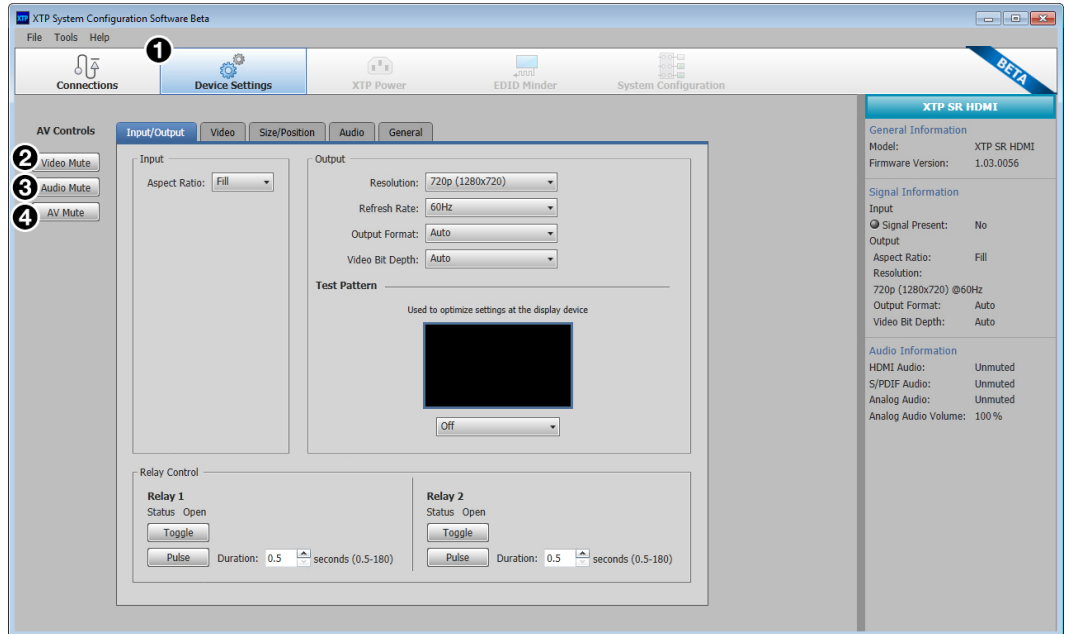 XTP XTP System Configuration Software Beta
File Tools Help
1
Connections Device Settings XTP Power EDID Minder System Configuration
BETA
XTP SR HDMI
AV Controls
2 Video Mute
3 Audio Mute
4 AV Mute
Input/Output Video Size/Position Audio General
Input
Aspect Ratio: Fill
Output
Resolution: 720p (1280x720)
Refresh Rate: 60Hz
Output Format: Auto
Video Bit Depth: Auto
Test Pattern
Used to optimize settings at the display device
Off
Relay Control
Relay 1
Status Open
Toggle
Pulse Duration: 0.5 seconds (0.5-180)
Relay 2
Status Open
Toggle
Pulse Duration: 0.5 seconds (0.5-180)
General Information
Model: XTP SR HDMI
Firmware Version: 1.03.0056
Signal Information
Input
Signal Present: No
Output
Aspect Ratio: Fill
Resolution:
720p (1280x720) @60Hz
Output Format: Auto
Video Bit Depth: Auto
Audio Information
HDMI Audio: Unmuted
S/PDIF Audio: Unmuted
Analog Audio: Unmuted
Analog Audio Volume: 100 %